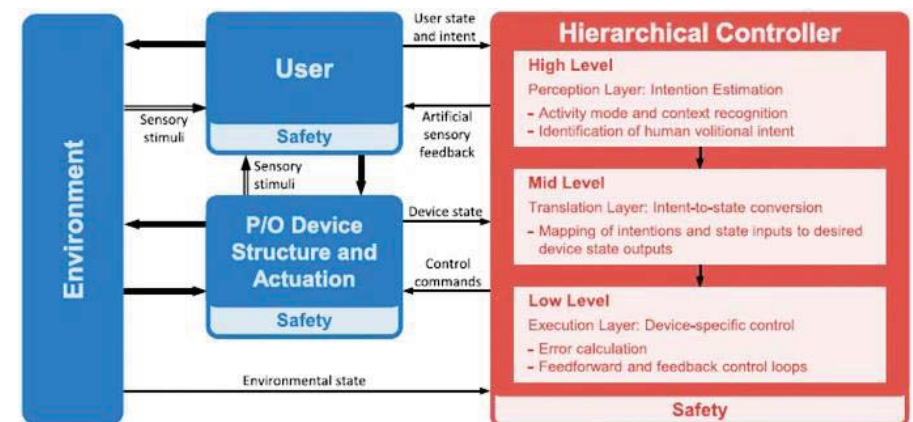 Environment
User
Safety
User state
and intent
Artificial
sensory
feedback
Sensory
stimuli
Sensory
stimuli
P/O Device
Structure and
Actuation
Safety
Device state
Control
commands
Environmental state
Hierarchical Controller
High Level
Perception Layer: Intention Estimation
- Activity mode and context recognition
- Identification of human volitional intent
Mid Level
Translation Layer: Intent-to-state conversion
- Mapping of intentions and state inputs to desired
device state outputs
Low Level
Execution Layer: Device-specific control
- Error calculation
- Feedforward and feedback control loops
Safety